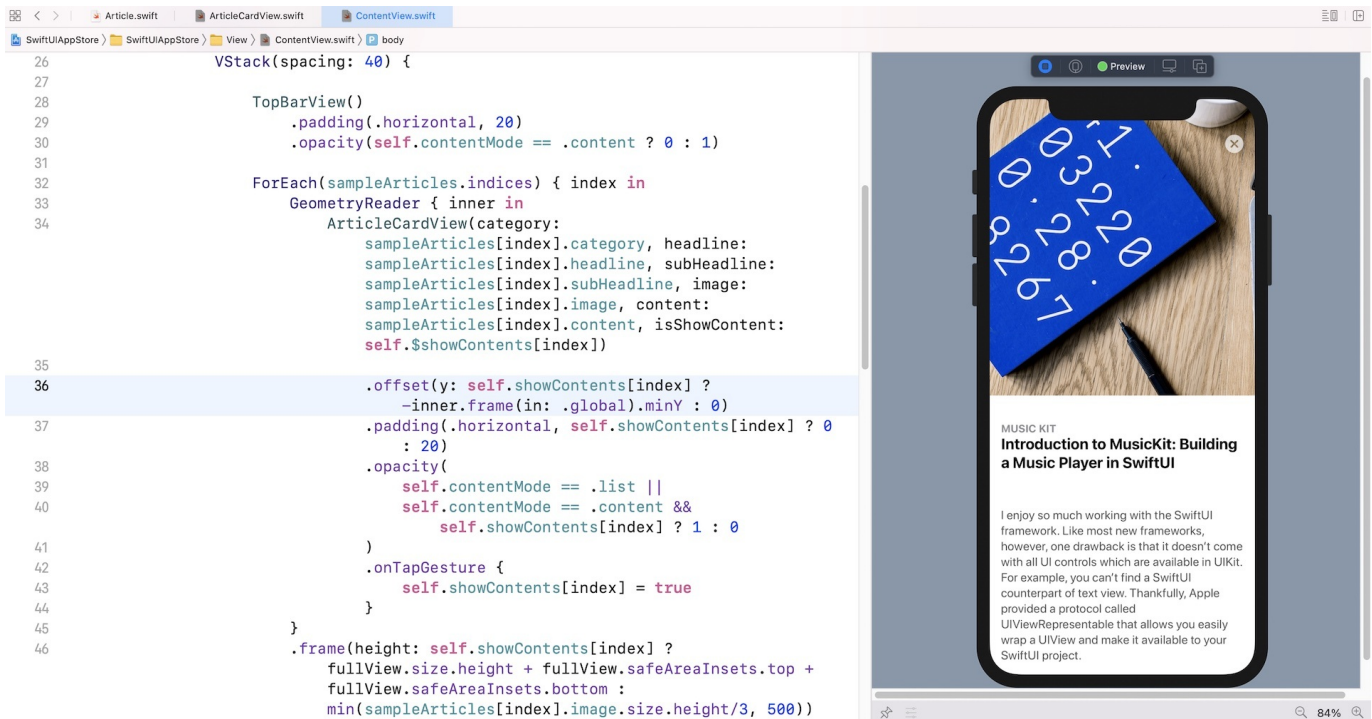 Article.swift
ArticleCardView.swift
ContentView.swift
SwiftUIAppStore
SwiftUIAppStore
View
ContentView.swift
P body
26 VStack(spacing: 40) {
27
28 TopBarView()
29 .padding(.horizontal, 20)
30 .opacity(self.contentMode == .content ? 0 : 1)
31
32 ForEach(sampleArticles.indices) { index in
33 GeometryReader { inner in
34 ArticleCardView(category:
sampleArticles[index].category, headline:
sampleArticles[index].headline, subHeadline:
sampleArticles[index].subHeadline, image:
sampleArticles[index].image, content:
sampleArticles[index].content, isShowContent:
self.$showContents[index])
35
36 .offset(y: self.showContents[index] ?
-inner.frame(in: .global).minY : 0)
37 .padding(.horizontal, self.showContents[index] ? 0
: 20)
38 .opacity(
39 self.contentMode == .list ||
40 self.contentMode == .content &&
self.showContents[index] ? 1 : 0
41 )
42 .onTapGesture {
43 self.showContents[index] = true
44 }
45 }
46 .frame(height: self.showContents[index] ?
fullView.size.height + fullView.safeAreaInsets.top +
fullView.safeAreaInsets.bottom :
min(sampleArticles[index].image.size.height/3, 500))
Preview
MUSIC KIT
Introduction to MusicKit: Building
a Music Player in SwiftUI
I enjoy so much working with the SwiftUI
framework. Like most new frameworks,
however, one drawback is that it doesn't come
with all UI controls which are available in UIKit.
For example, you can't find a SwiftUI
counterpart of text view. Thankfully, Apple
provided a protocol called
UIViewRepresentable that allows you easily
wrap a UIView and make it available to your
SwiftUI project.
84%